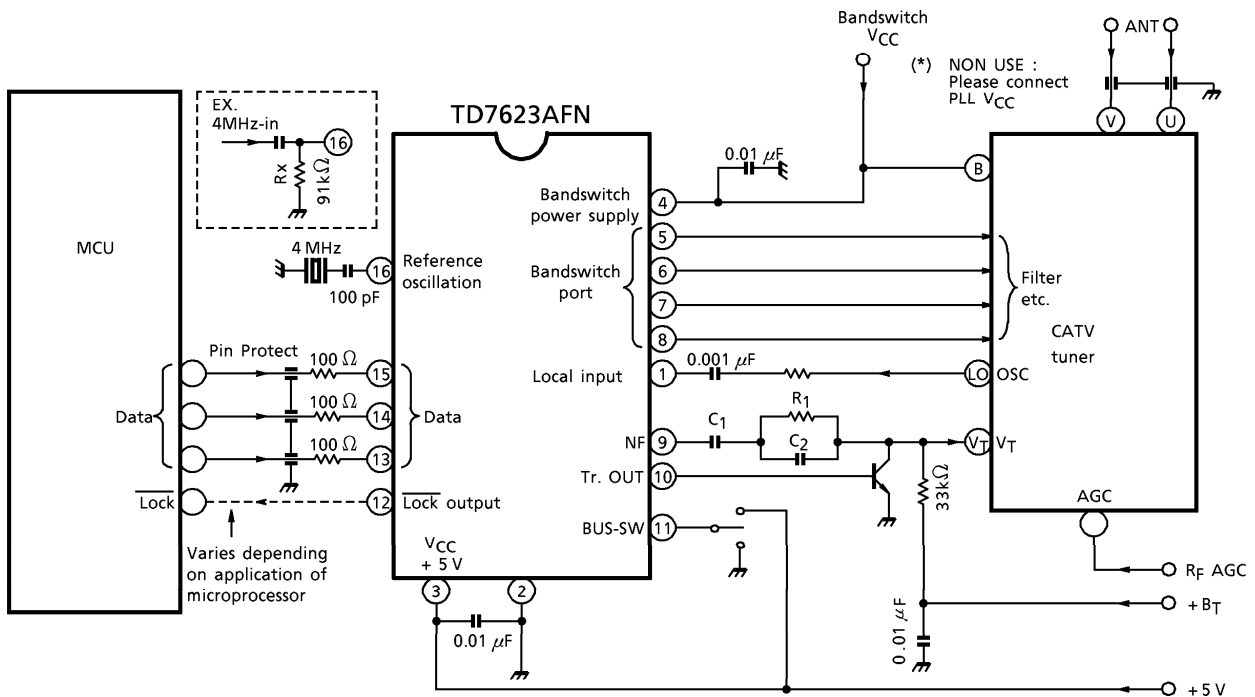 Bandswitch
VCC
ANT
(*) NON USE :
Please connect
PLL VCC
EX.
4MHz-in
16
Rx
91kΩ
TD7623AFN
V
U
0.01 μF
B
Bandswitch
power supply
4
MCU
4 MHz
16
100 pF
Reference
oscillation
Bandswitch
port
5
6
7
8
Filter
etc.
CATV
tuner
Pin Protect
100 Ω
15
100 Ω
14
100 Ω
13
Data
Data
Local input
1
0.001 μF
LO OSC
R1
C1
C2
NF
9
VT VT
Tr. OUT
10
33kΩ
Lock
12
Lock output
BUS-SW
11
AGC
Varies depending
on application of
microprocessor
VCC
+ 5 V
3
2
0.01 μF
RF AGC
+BT
0.01 μF
+5 V